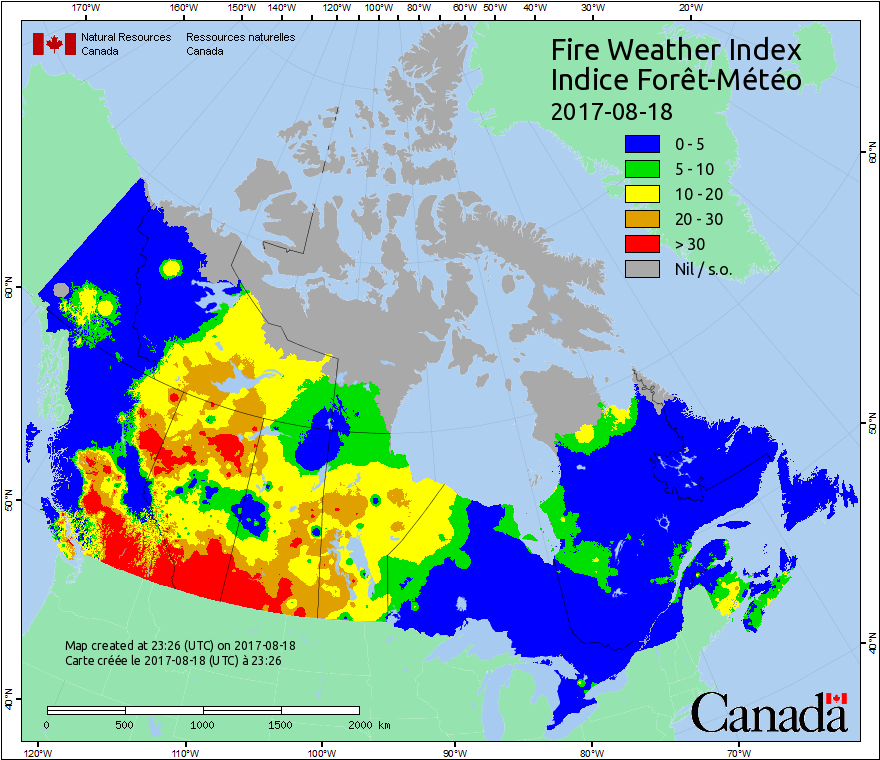 170°W 160°W 150°W 140°W 120°W 100°W 80°W 60°W 50°W 40°W 30°W 20°W
Natural Resources Ressources naturelles
Canada Canada
Fire Weather Index
Indice Forêt-Météo
2017-08-18
0 - 5
5 - 10
10 - 20
20 - 30
> 30
Nil / s.o.
60°N 60°N
50°N 50°N
40°N 40°N
Map created at 23:26 (UTC) on 2017-08-18
Carte créée le 2017-08-18 (UTC) à 23:26
0 500 1000 1500 2000 km
Canada
120°W 110°W 100°W 90°W 80°W 70°W